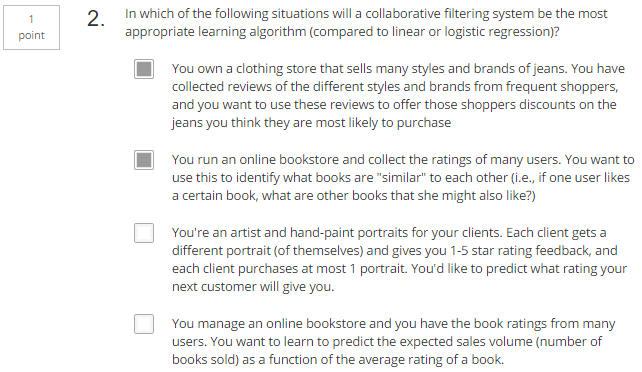 1
point
2.
In which of the following situations will a collaborative filtering system be the most
appropriate learning algorithm (compared to linear or logistic regression)?
You own a clothing store that sells many styles and brands of jeans. You have
collected reviews of the different styles and brands from frequent shoppers,
and you want to use these reviews to offer those shoppers discounts on the
jeans you think they are most likely to purchase
You run an online bookstore and collect the ratings of many users. You want to
use this to identify what books are "similar" to each other (i.e., if one user likes
a certain book, what are other books that she might also like?)
You're an artist and hand-paint portraits for your clients. Each client gets a
different portrait (of themselves) and gives you 1-5 star rating feedback, and
each client purchases at most 1 portrait. You'd like to predict what rating your
next customer will give you.
You manage an online bookstore and you have the book ratings from many
users. You want to learn to predict the expected sales volume (number of
books sold) as a function of the average rating of a book.